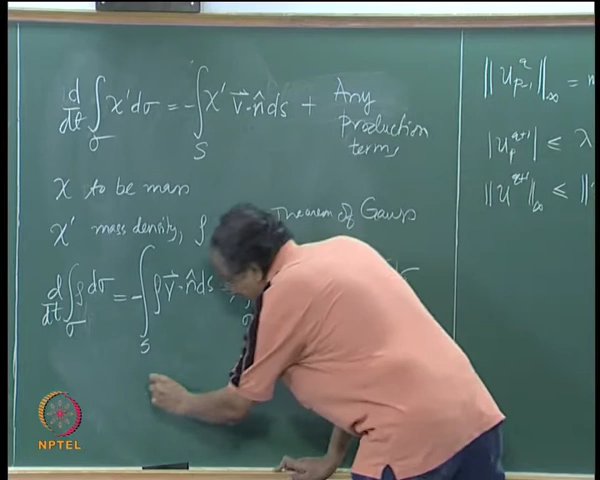 d/dt ∫_σ χ' dσ = -∫_S χ' v⃗·n̂ ds + Any production terms,
χ to be mass
χ' mass density, ρ
Theorem of Gauss
d/dt ∫_σ ρ dσ = -∫_S ρ v⃗·n̂ ds =
dσ
‖u_{p-1}^q‖_∞ =
|u_p^{q+1}| ≤ λ
‖u^{q+1}‖_∞ ≤ ‖
NPTEL